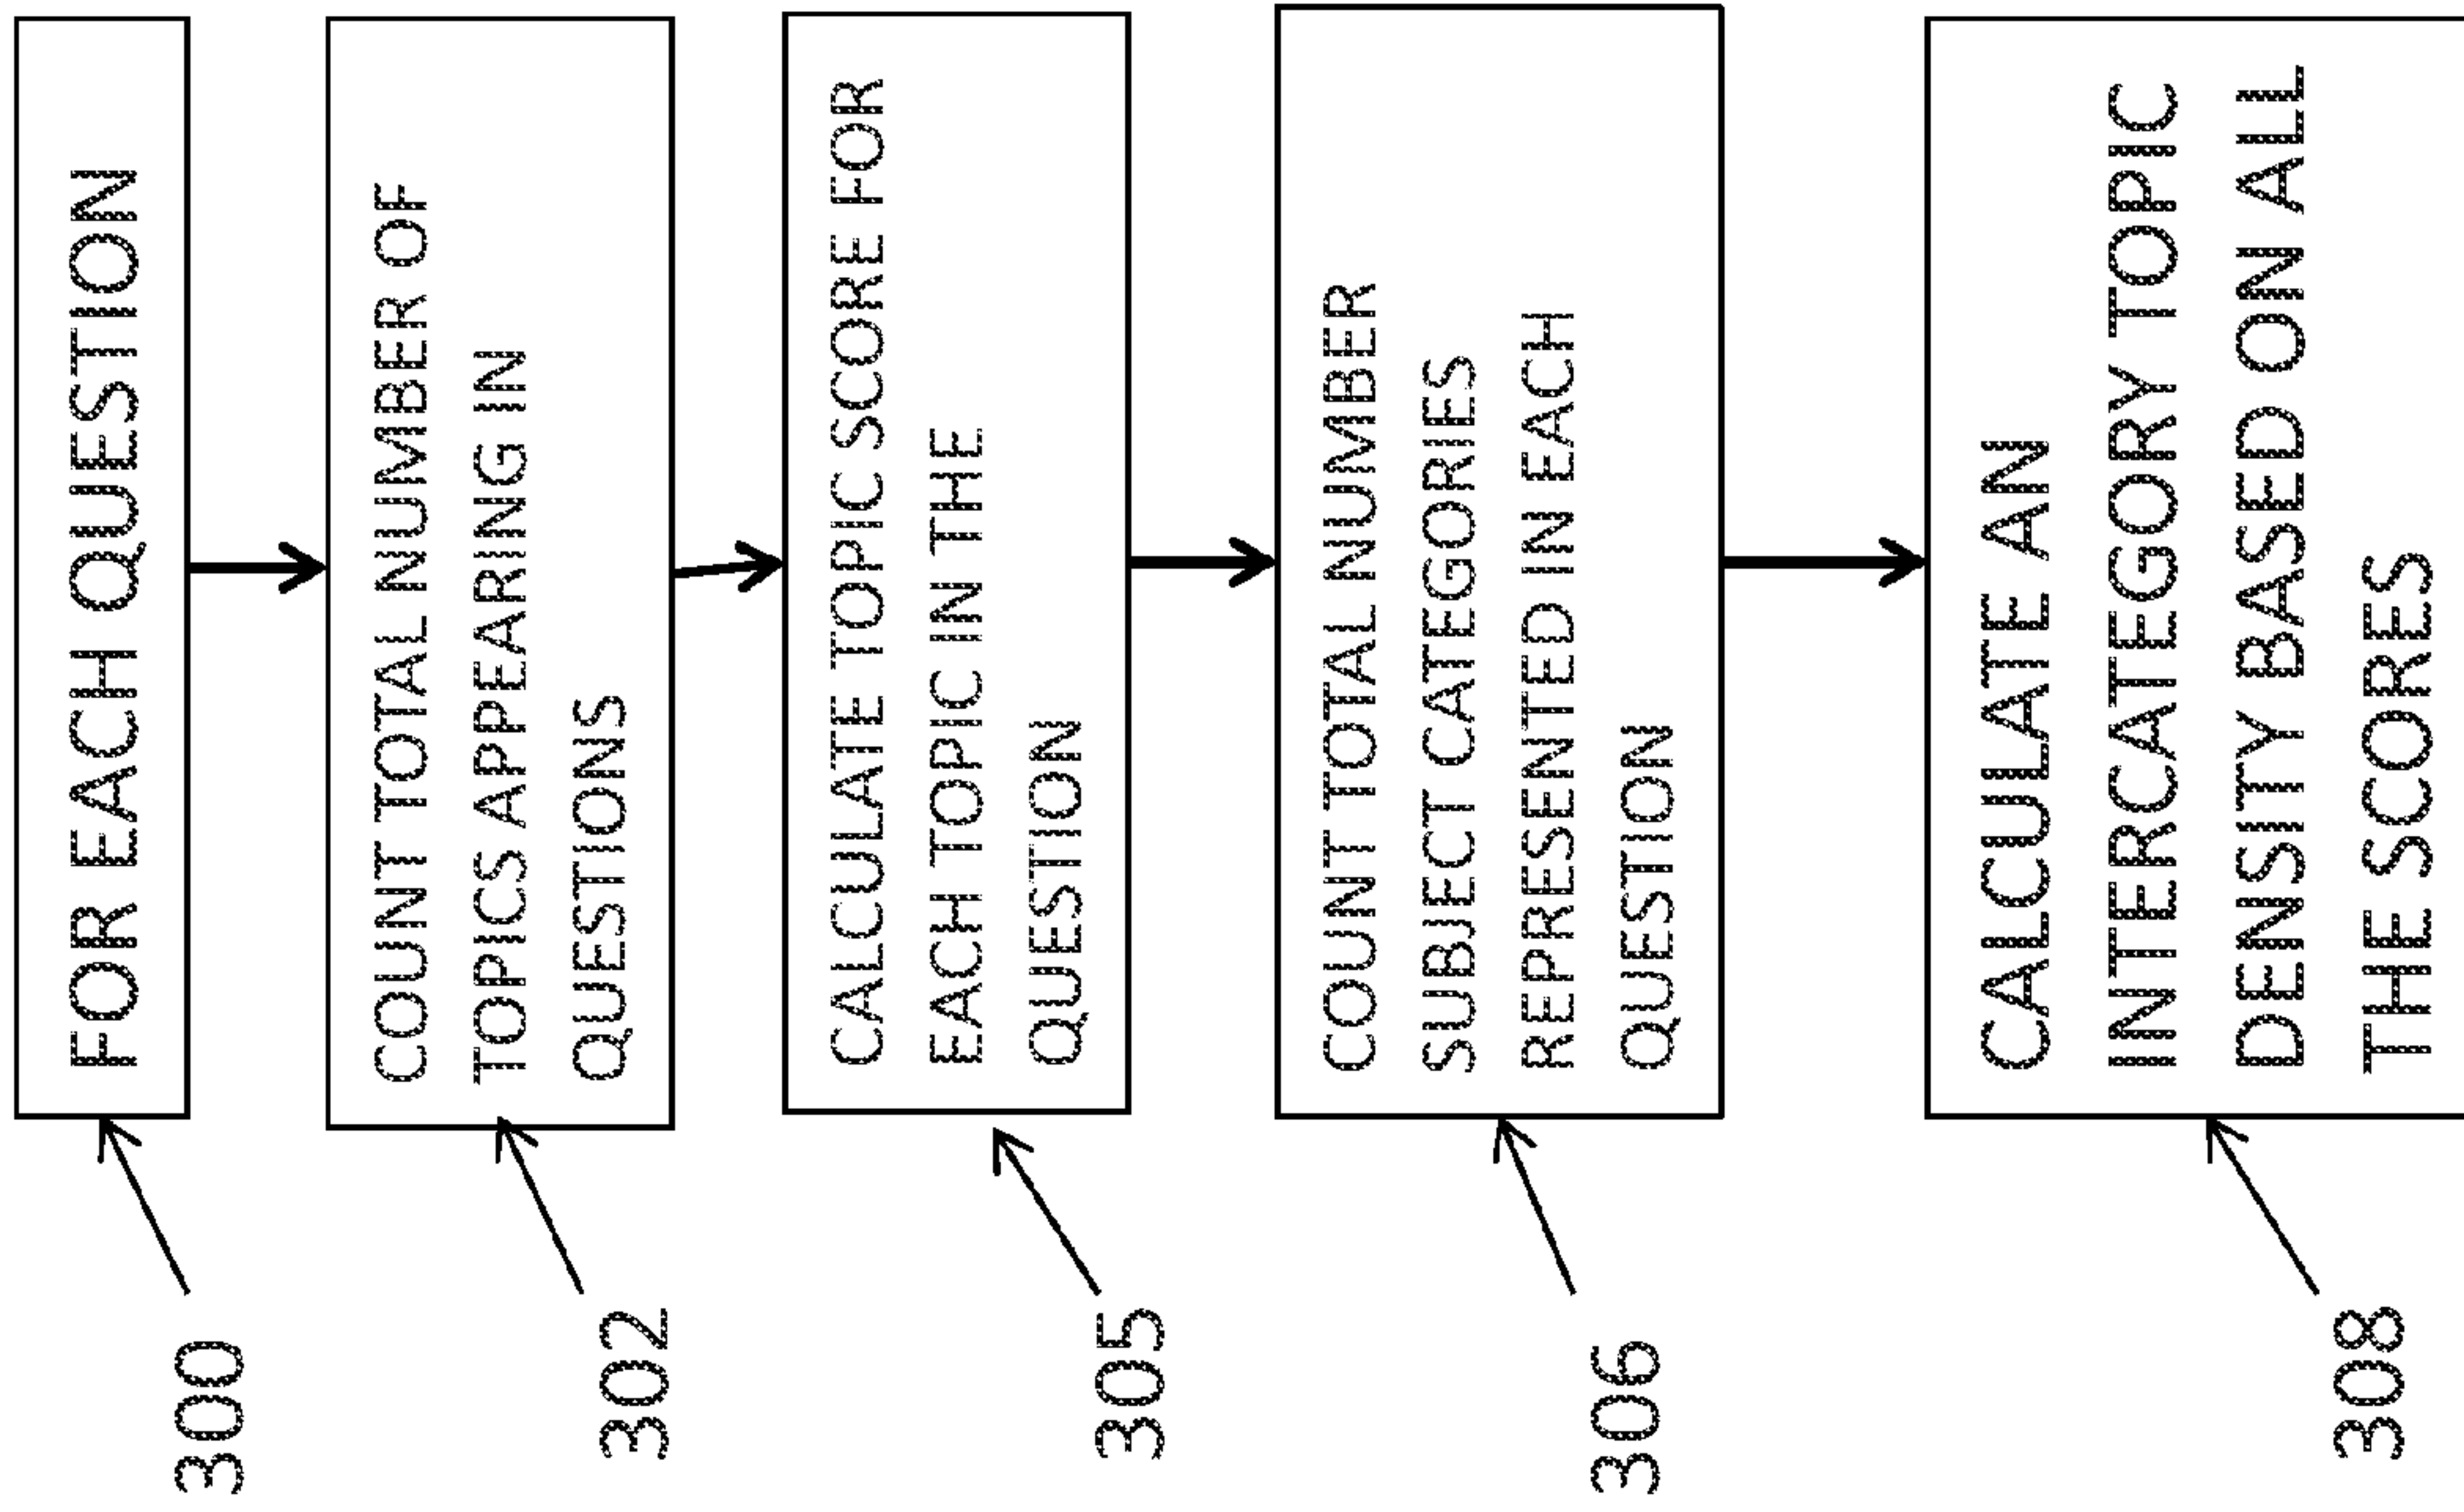 300
FOR EACH QUESTION
302
COUNT TOTAL NUMBER OF
TOPICS APPEARING IN
QUESTIONS
305
CALCULATE TOPIC SCORE FOR
EACH TOPIC IN THE
QUESTION
306
COUNT TOTAL NUMBER
SUBJECT CATEGORIES
REPRESENTED IN EACH
QUESTION
308
CALCULATE AN
INTERCATEGORY TOPIC
DENSITY BASED ON ALL
THE SCORES